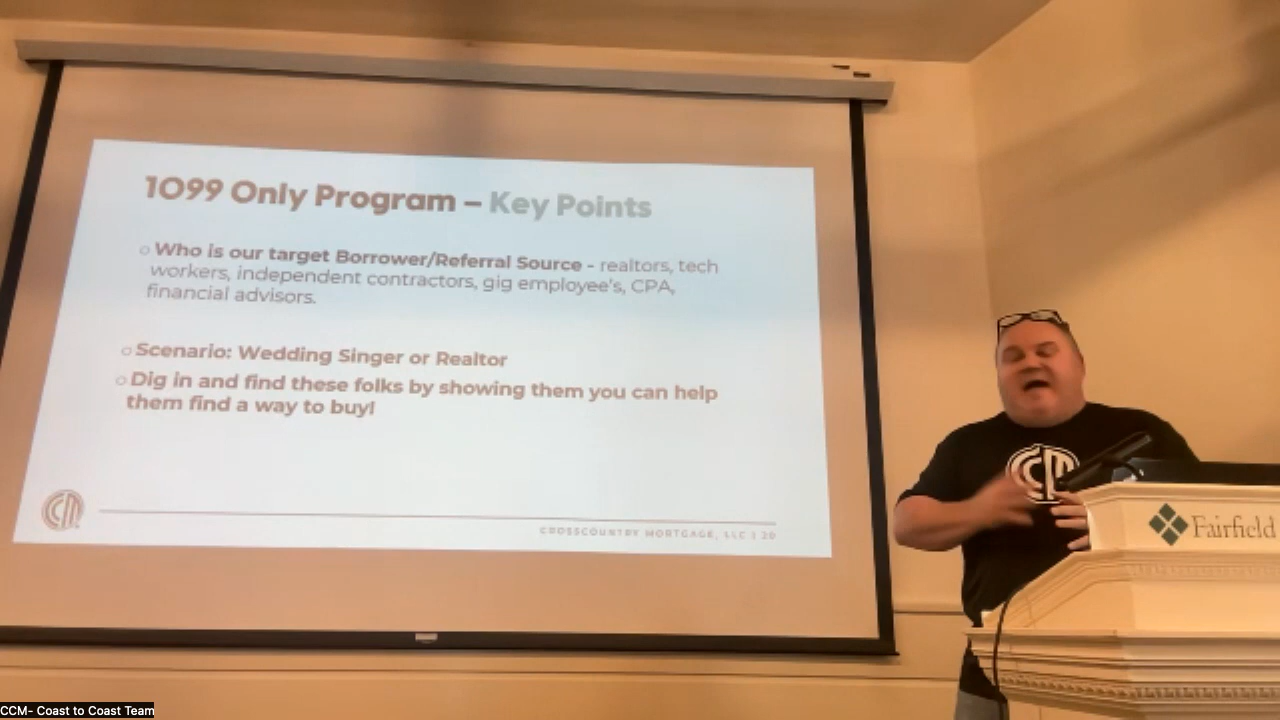 1099 Only Program – Key Points
Who is our target Borrower/Referral Source - realtors, tech
workers, independent contractors, gig employee's, CPA,
financial advisors.
Scenario: Wedding Singer or Realtor
Dig in and find these folks by showing them you can help
them find a way to buy!
CM
CROSSCOUNTRY MORTGAGE, LLC | 20
CCM
Fairfield
CCM- Coast to Coast Team